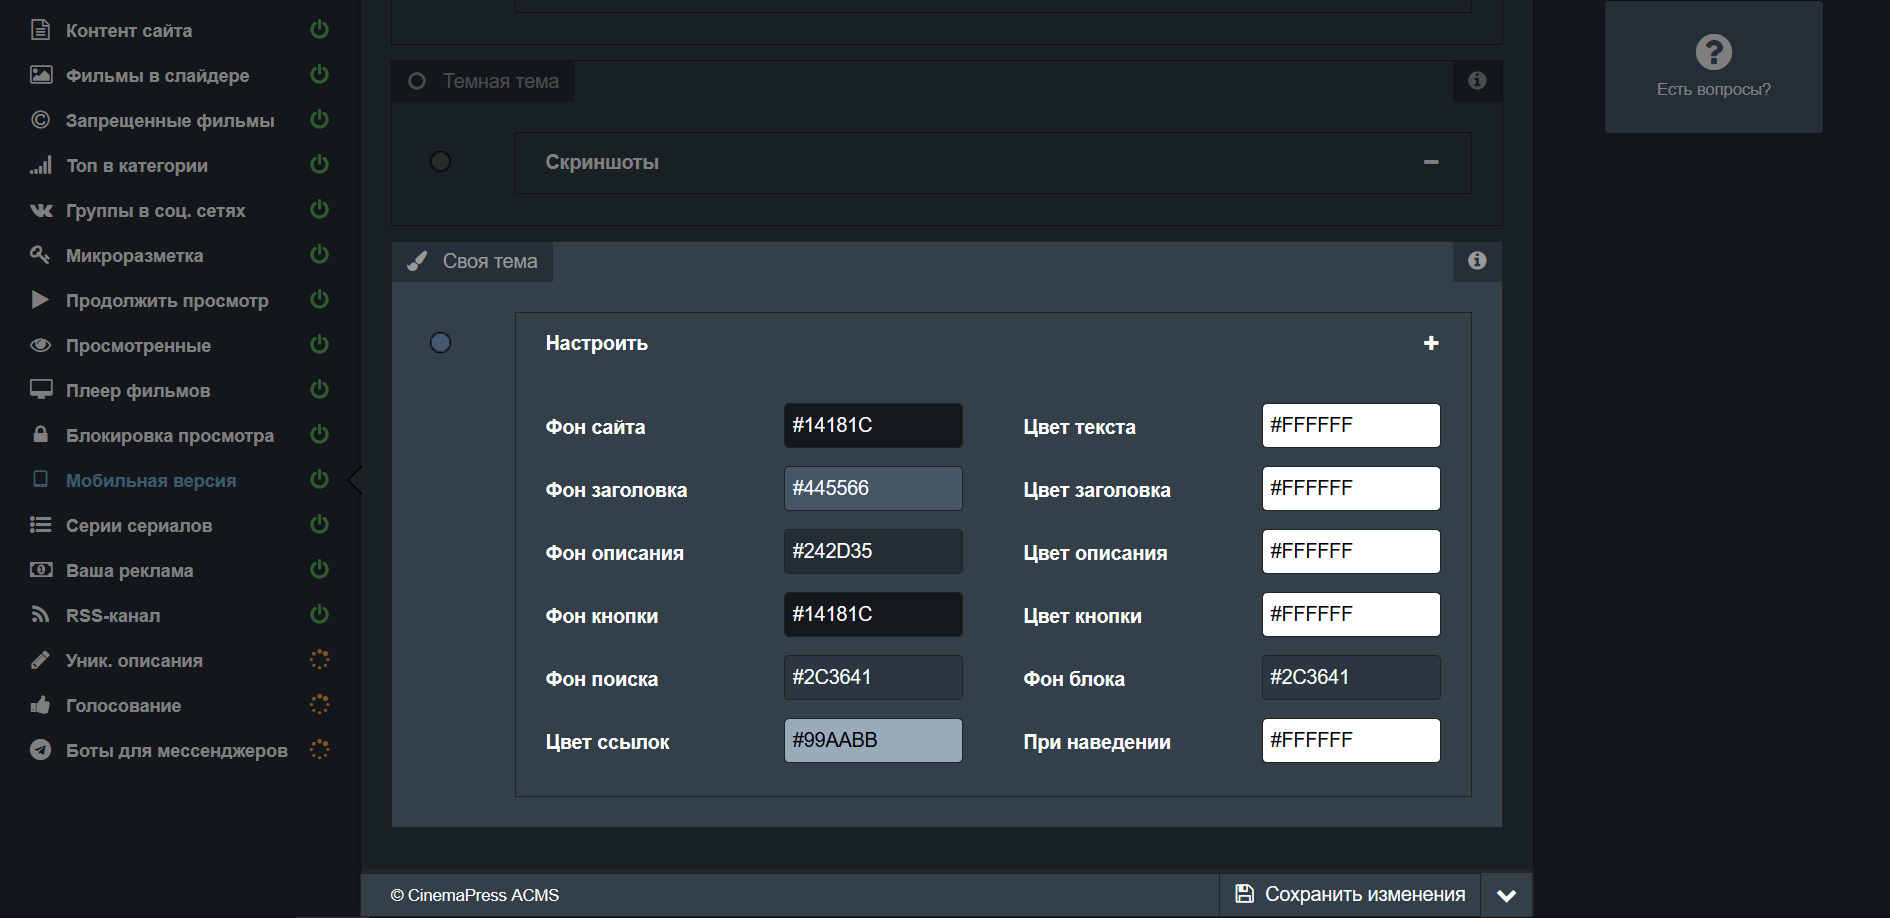 Контент сайта
Фильмы в слайдере
Запрещенные фильмы
Топ в категории
Группы в соц. сетях
Микроразметка
Продолжить просмотр
Просмотренные
Плеер фильмов
Блокировка просмотра
Мобильная версия
Серии сериалов
Ваша реклама
RSS-канал
Уник. описания
Голосование
Боты для мессенджеров
Темная тема
Скриншоты
Своя тема
Настроить
Фон сайта #14181C Цвет текста #FFFFFF
Фон заголовка #445566 Цвет заголовка #FFFFFF
Фон описания #242D35 Цвет описания #FFFFFF
Фон кнопки #14181C Цвет кнопки #FFFFFF
Фон поиска #2C3641 Фон блока #2C3641
Цвет ссылок #99AABB При наведении #FFFFFF
© CinemaPress ACMS
Сохранить изменения
Есть вопросы?